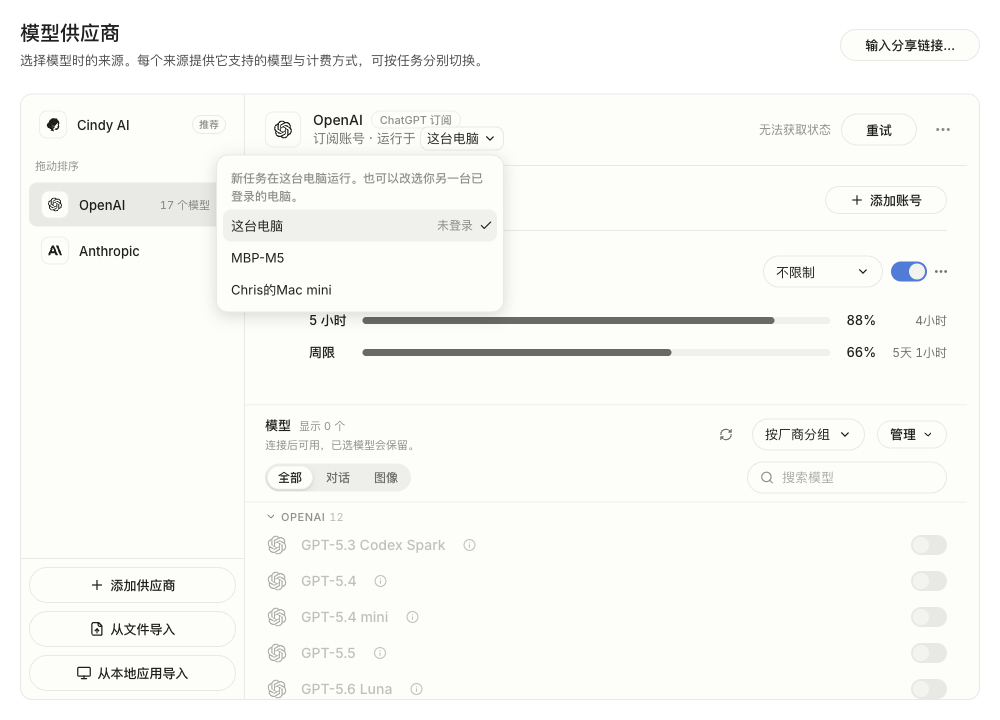 模型供应商
选择模型时的来源。每个来源提供它支持的模型与计费方式，可按任务分别切换。
输入分享链接...
Cindy AI
推荐
拖动排序
OpenAI
17 个模型
Anthropic
添加供应商
从文件导入
从本地应用导入
OpenAI
ChatGPT 订阅
订阅账号 · 运行于
这台电脑
无法获取状态
重试
新任务在这台电脑运行。也可以改选你另一台已
登录的电脑。
这台电脑
未登录
MBP-M5
Chris的Mac mini
添加账号
不限制
5 小时
88%
4小时
周限
66%
5天 1小时
模型
显示 0 个
连接后可用，已选模型会保留。
按厂商分组
管理
全部
对话
图像
搜索模型
OPENAI 12
GPT-5.3 Codex Spark
GPT-5.4
GPT-5.4 mini
GPT-5.5
GPT-5.6 Luna